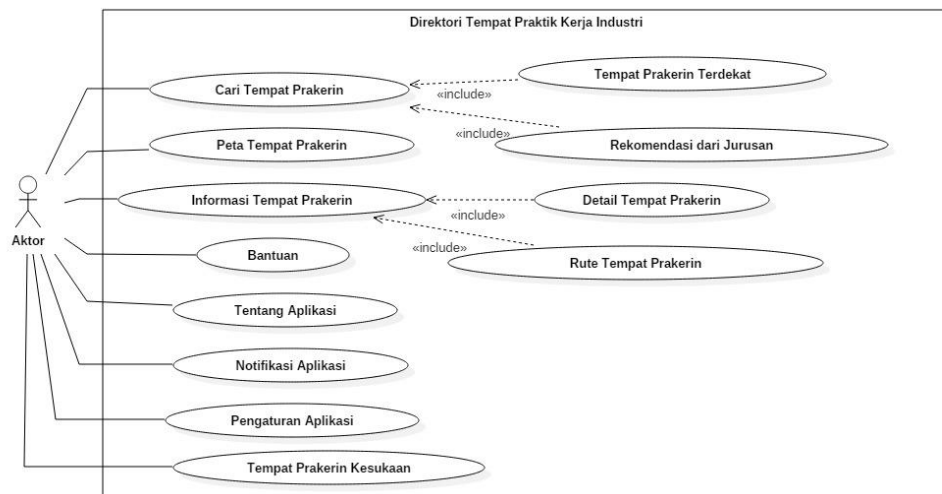 Direktori Tempat Praktik Kerja Industri
Cari Tempat Prakerin
Tempat Prakerin Terdekat
«include»
«include»
Rekomendasi dari Jurusan
Peta Tempat Prakerin
Informasi Tempat Prakerin
Detail Tempat Prakerin
«include»
Aktor
«include»
Bantuan
Rute Tempat Prakerin
Tentang Aplikasi
Notifikasi Aplikasi
Pengaturan Aplikasi
Tempat Prakerin Kesukaan